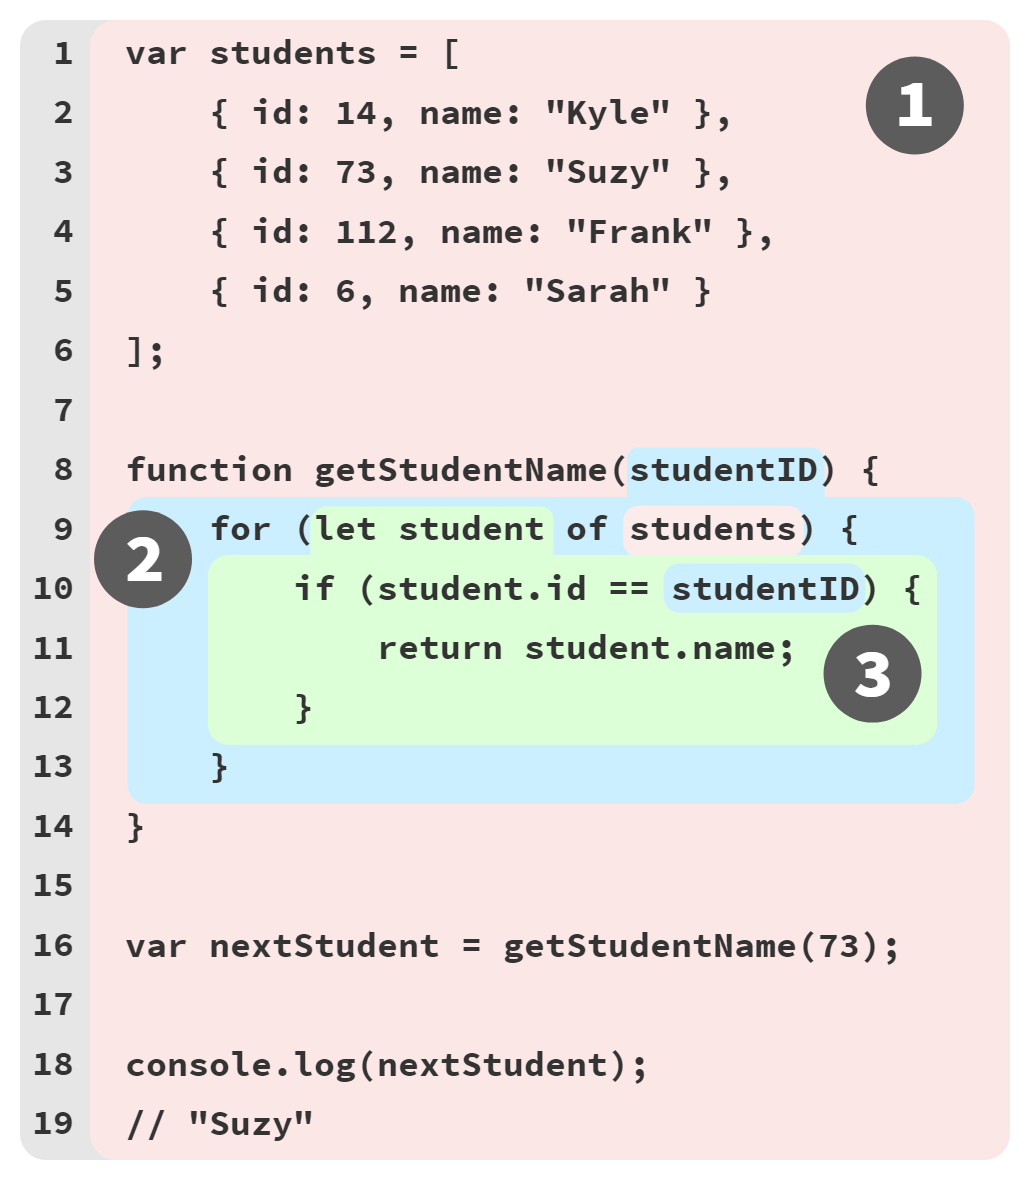 1 var students = [
2     { id: 14, name: "Kyle" },
3     { id: 73, name: "Suzy" },
4     { id: 112, name: "Frank" },
5     { id: 6, name: "Sarah" }
6 ];
7
8 function getStudentName(studentID) {
9     for (let student of students) {
10         if (student.id == studentID) {
11             return student.name;
12         }
13     }
14 }
15
16 var nextStudent = getStudentName(73);
17
18 console.log(nextStudent);
19 // "Suzy"
1
2
3